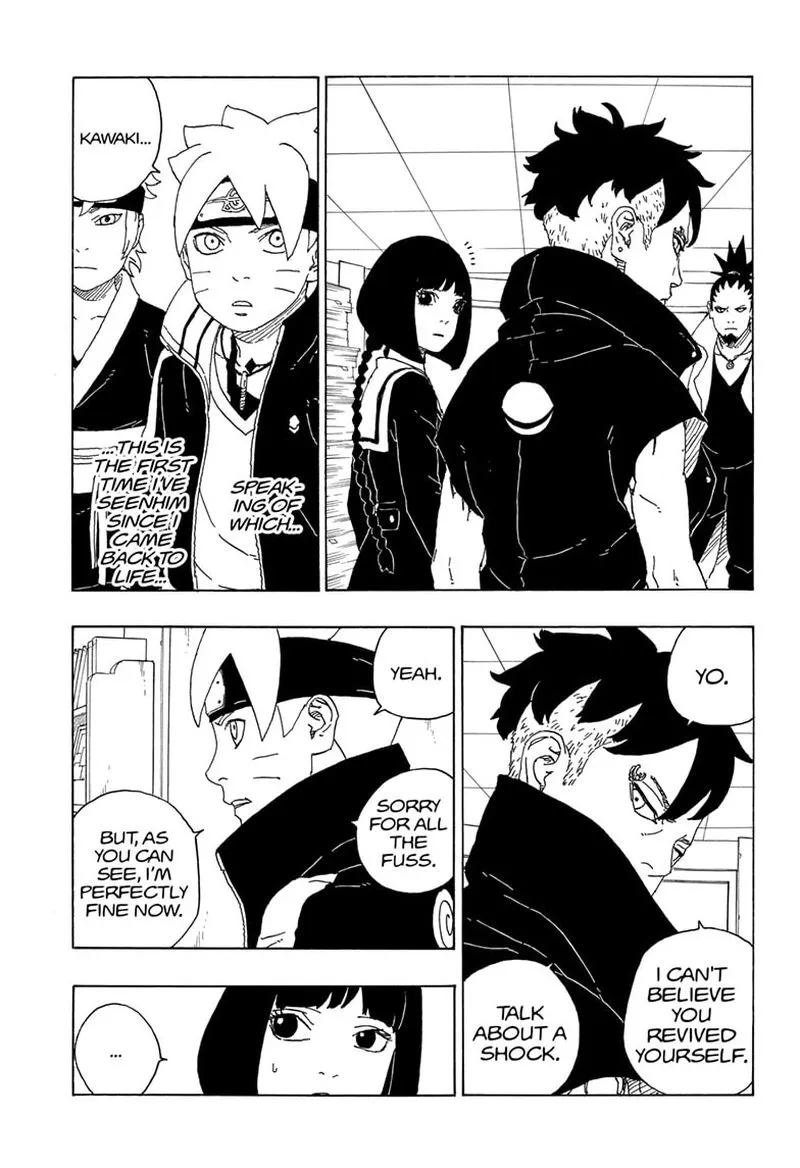 KAWAKI...
SPEAK-
ING OF
WHICH...
...THIS IS
THE FIRST
TIME I'VE
SEENHIM
SINCE I
CAME
BACK TO
LIFE...
YO.
I CAN'T
BELIEVE
YOU
REVIVED
YOURSELF.
TALK
ABOUT A
SHOCK.
YEAH.
SORRY
FOR ALL
THE
FUSS.
BUT, AS
YOU CAN
SEE, I'M
PERFECTLY
FINE NOW.
...